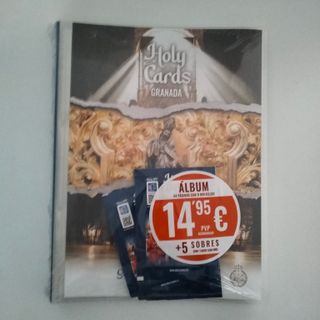 Holy
Cards
GRANADA
ÁLBUM
14'95 €
PVP
+5 SOBRES